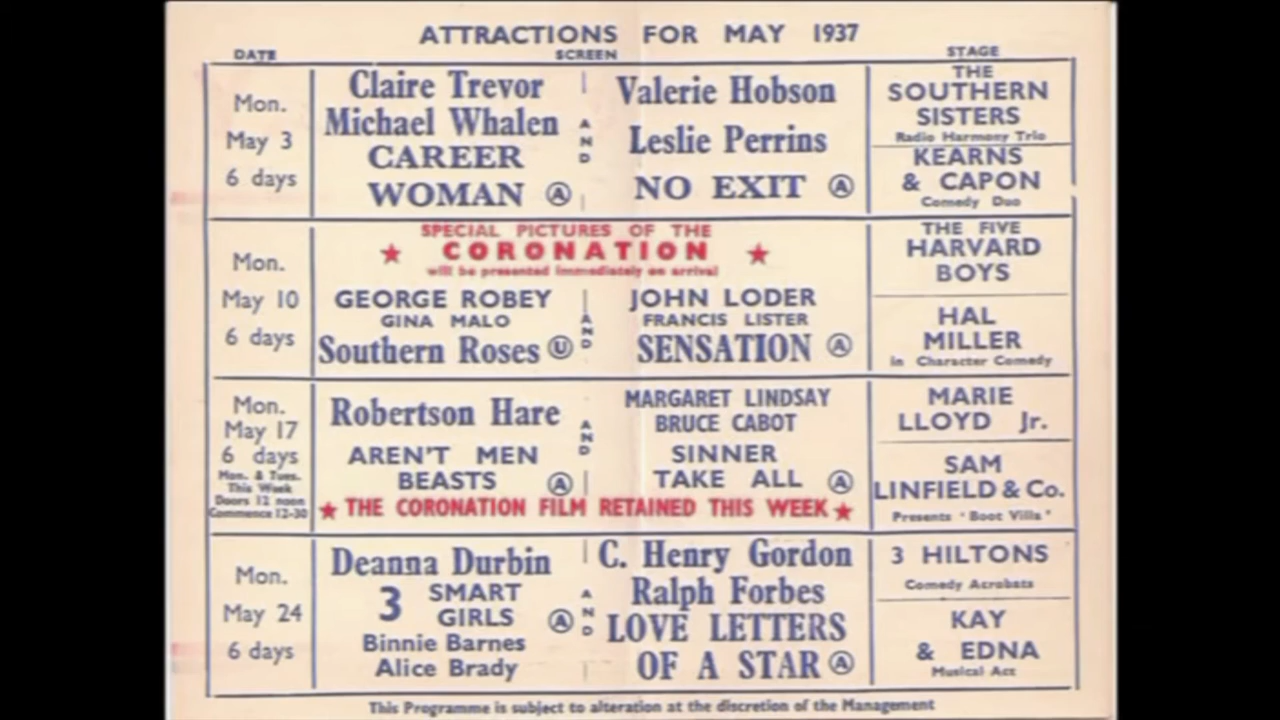 ATTRACTIONS FOR MAY 1937
DATE SCREEN STAGE
Mon.
May 3
6 days
Claire Trevor
Michael Whalen
CAREER
WOMAN Ⓐ
AND
Valerie Hobson
Leslie Perrins
NO EXIT Ⓐ
THE
SOUTHERN
SISTERS
Radio Harmony Trio
KEARNS
& CAPON
Comedy Duo
Mon.
May 10
6 days
SPECIAL PICTURES OF THE
★ CORONATION ★
will be presented immediately on arrival
GEORGE ROBEY
GINA MALO
Southern Roses Ⓤ
AND
JOHN LODER
FRANCIS LISTER
SENSATION Ⓐ
THE FIVE
HARVARD
BOYS
HAL
MILLER
in Character Comedy
Mon.
May 17
6 days
Mon. & Tues.
This Week
Doors 12 noon
Commence 12-30
Robertson Hare
AREN'T MEN
BEASTS Ⓐ
AND
MARGARET LINDSAY
BRUCE CABOT
SINNER
TAKE ALL Ⓐ
★ THE CORONATION FILM RETAINED THIS WEEK ★
MARIE
LLOYD Jr.
SAM
LINFIELD & Co.
Presents "Boot Villa"
Mon.
May 24
6 days
Deanna Durbin
3 SMART
GIRLS Ⓐ
Binnie Barnes
Alice Brady
AND
C. Henry Gordon
Ralph Forbes
LOVE LETTERS
OF A STAR Ⓐ
3 HILTONS
Comedy Acrobats
KAY
& EDNA
Musical Act
This Programme is subject to alteration at the discretion of the Management